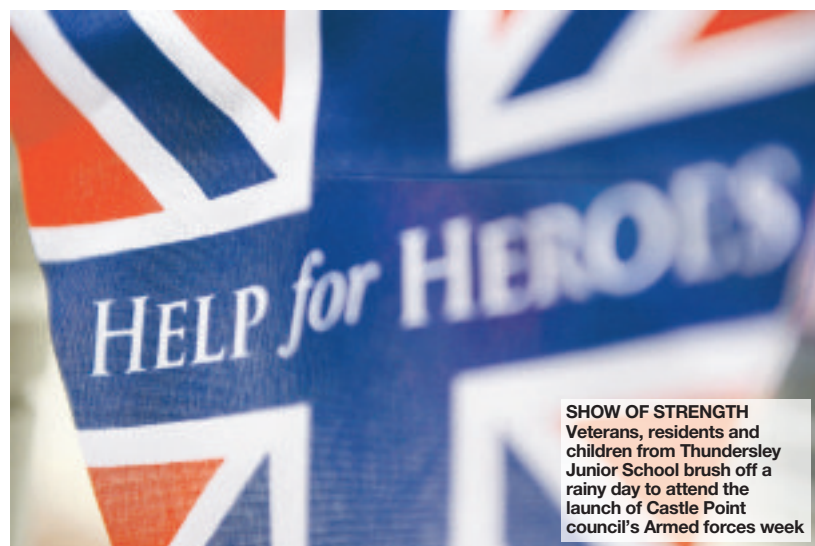 HELP for HEROES
SHOW OF STRENGTH
Veterans, residents and
children from Thundersley
Junior School brush off a
rainy day to attend the
launch of Castle Point
council's Armed forces week